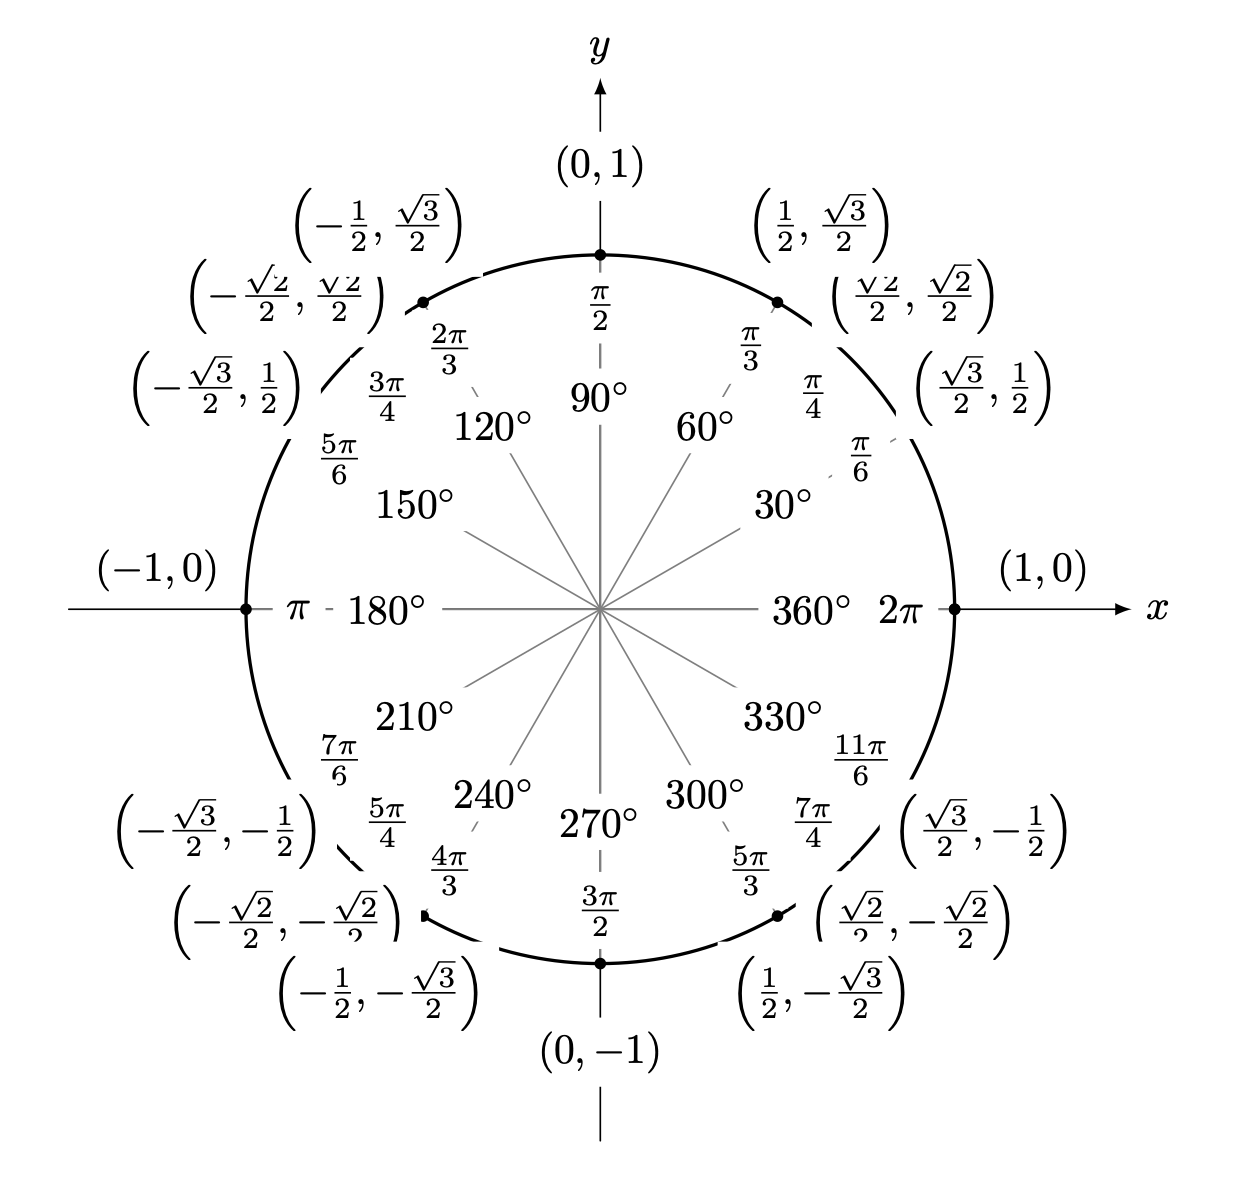 y
(0, 1)
(-1/2, √3/2) (1/2, √3/2)
(-√2/2, √2/2) (√2/2, √2/2)
π/2
2π/3 π/3
(-√3/2, 1/2) 3π/4 90° π/4 (√3/2, 1/2)
120° 60°
5π/6 π/6
150° 30°
(-1, 0) (1, 0)
π 180° 360° 2π x
210° 330°
7π/6 11π/6
240° 300°
(-√3/2, -1/2) 5π/4 270° 7π/4 (√3/2, -1/2)
4π/3 5π/3
3π/2
(-√2/2, -√2/2) (√2/2, -√2/2)
(-1/2, -√3/2) (1/2, -√3/2)
(0, -1)